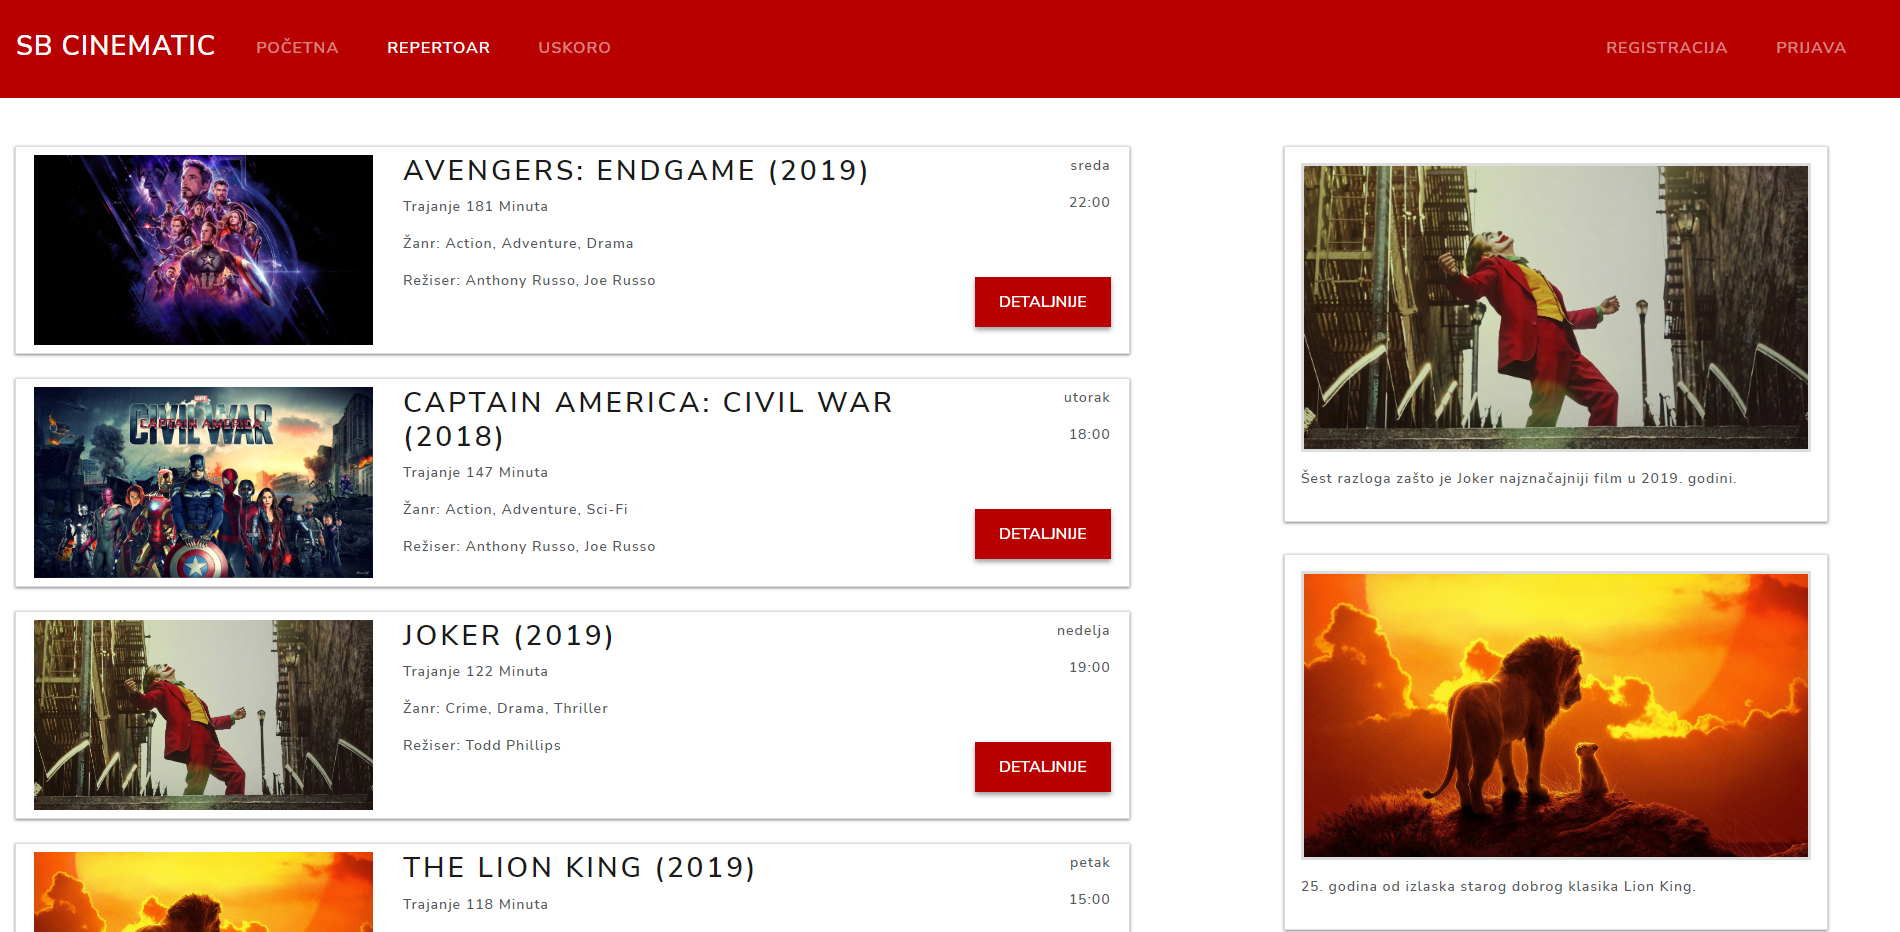 SB CINEMATIC
POČETNA
REPERTOAR
USKORO
REGISTRACIJA
PRIJAVA
AVENGERS: ENDGAME (2019)
Trajanje 181 Minuta
Žanr: Action, Adventure, Drama
Režiser: Anthony Russo, Joe Russo
sreda
22:00
DETALJNIJE
CIVIL WAR
CAPTAIN AMERICA
CAPTAIN AMERICA: CIVIL WAR
(2018)
Trajanje 147 Minuta
Žanr: Action, Adventure, Sci-Fi
Režiser: Anthony Russo, Joe Russo
utorak
18:00
DETALJNIJE
JOKER (2019)
Trajanje 122 Minuta
Žanr: Crime, Drama, Thriller
Režiser: Todd Phillips
nedelja
19:00
DETALJNIJE
THE LION KING (2019)
Trajanje 118 Minuta
petak
15:00
Šest razloga zašto je Joker najznačajniji film u 2019. godini.
25. godina od izlaska starog dobrog klasika Lion King.